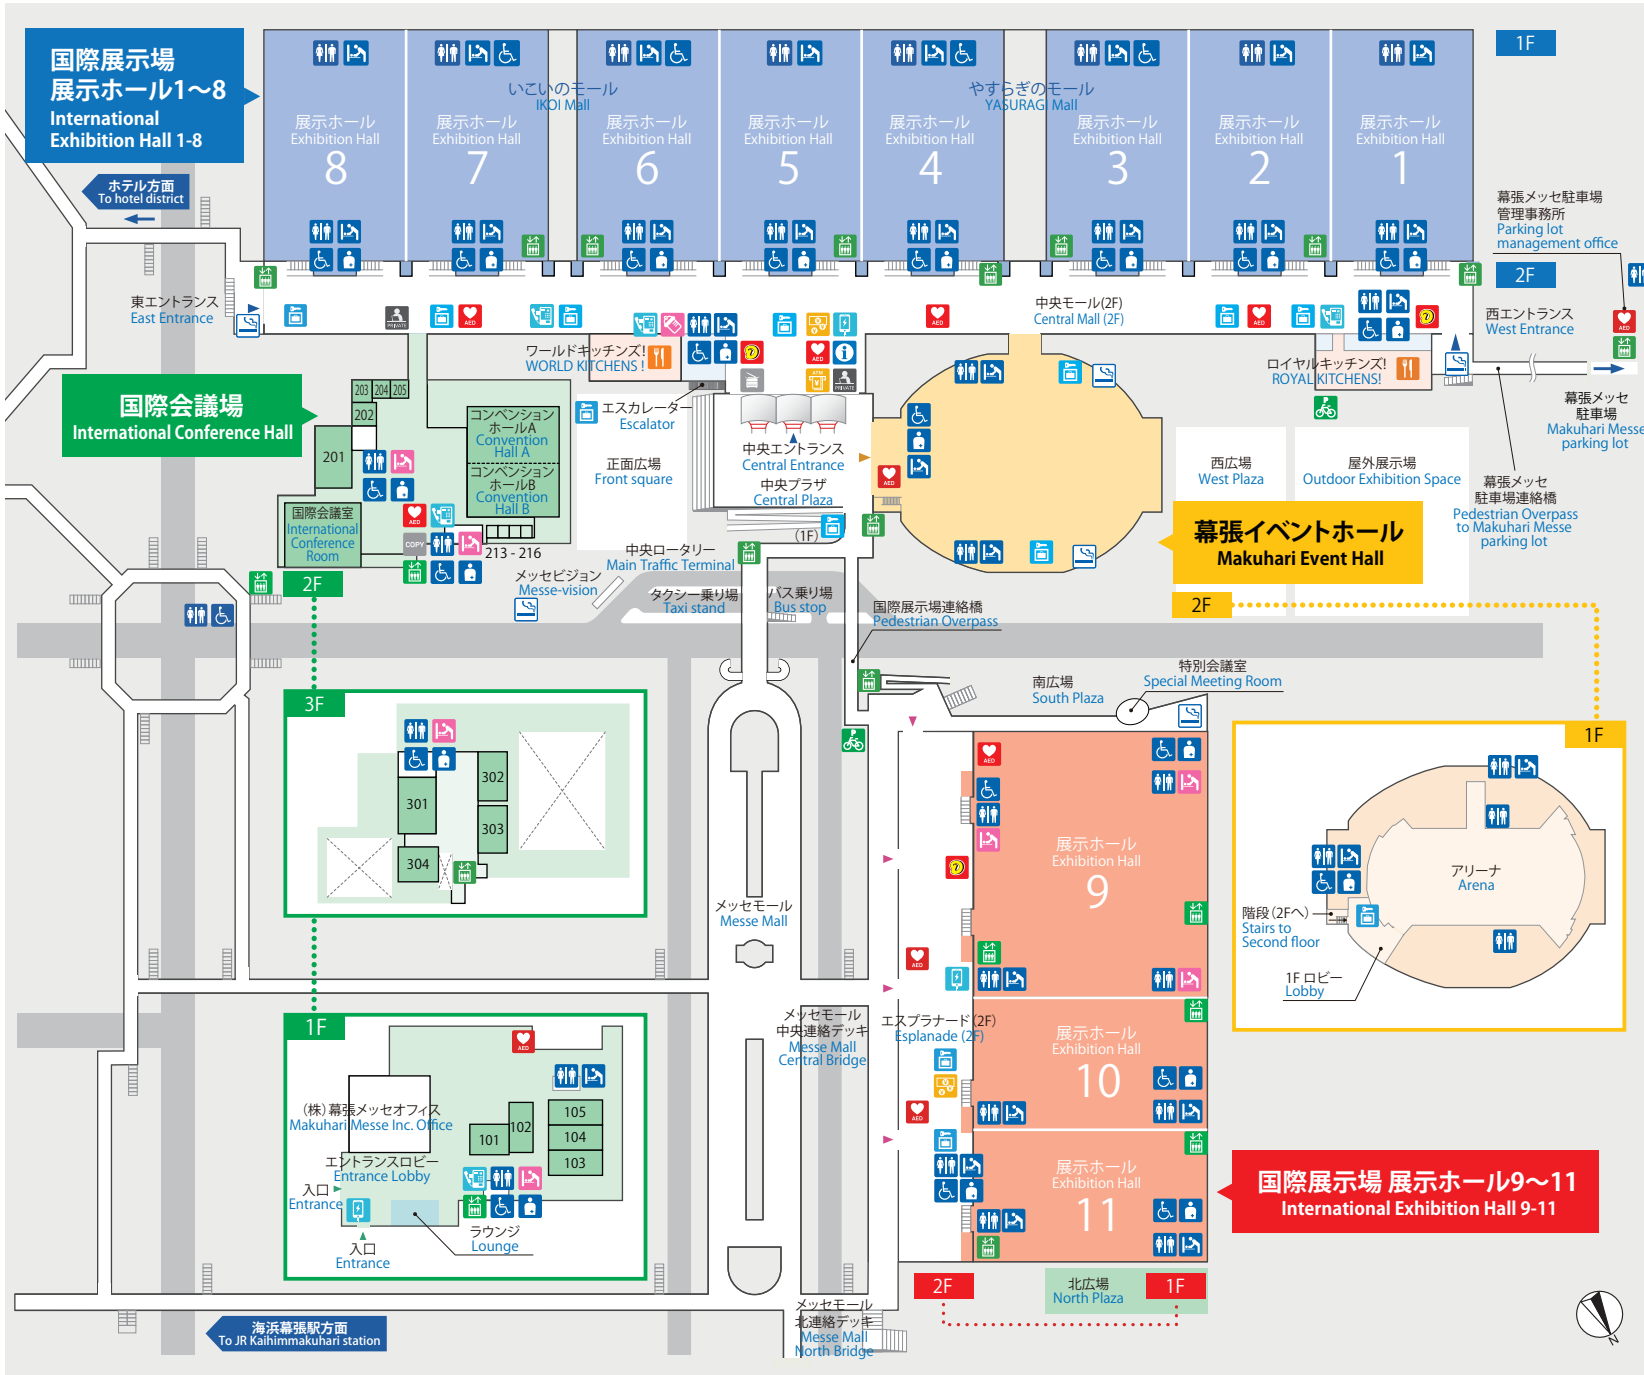 国際展示場
展示ホール1〜8
International
Exhibition Hall 1-8
1F
いこいのモール
IKOI Mall
やすらぎのモール
YASURAGI Mall
展示ホール
Exhibition Hall
8
展示ホール
Exhibition Hall
7
展示ホール
Exhibition Hall
6
展示ホール
Exhibition Hall
5
展示ホール
Exhibition Hall
4
展示ホール
Exhibition Hall
3
展示ホール
Exhibition Hall
2
展示ホール
Exhibition Hall
1
ホテル方面
To hotel district
幕張メッセ駐車場
管理事務所
Parking lot
management office
2F
東エントランス
East Entrance
PRIVATE
AED
中央モール(2F)
Central Mall (2F)
AED
AED
西エントランス
West Entrance
AED
ワールドキッチンズ!
WORLD KITCHENS !
AED
ATM
PRIVATE
ロイヤルキッチンズ!
ROYAL KITCHENS!
国際会議場
International Conference Hall
203
204
205
202
201
コンベンション
ホールA
Convention
Hall A
コンベンション
ホールB
Convention
Hall B
国際会議室
International
Conference
Room
AED
COPY
213 - 216
2F
エスカレーター
Escalator
正面広場
Front square
中央エントランス
Central Entrance
中央プラザ
Central Plaza
(1F)
AED
西広場
West Plaza
屋外展示場
Outdoor Exhibition Space
幕張メッセ
駐車場
Makuhari Messe
parking lot
幕張メッセ
駐車場連絡橋
Pedestrian Overpass
to Makuhari Messe
parking lot
幕張イベントホール
Makuhari Event Hall
2F
中央ロータリー
Main Traffic Terminal
メッセビジョン
Messe-vision
タクシー乗り場
Taxi stand
バス乗り場
Bus stop
国際展示場連絡橋
Pedestrian Overpass
特別会議室
Special Meeting Room
南広場
South Plaza
3F
301
302
303
304
1F
アリーナ
Arena
階段(2Fへ)
Stairs to
Second floor
1F ロビー
Lobby
AED
展示ホール
Exhibition Hall
9
メッセモール
Messe Mall
AED
1F
AED
(株)幕張メッセオフィス
Makuhari Messe Inc. Office
101
102
105
104
103
エントランスロビー
Entrance Lobby
入口
Entrance
入口
Entrance
ラウンジ
Lounge
メッセモール
中央連絡デッキ
Messe Mall
Central Bridge
エスプラナード(2F)
Esplanade (2F)
AED
展示ホール
Exhibition Hall
10
展示ホール
Exhibition Hall
11
国際展示場 展示ホール9〜11
International Exhibition Hall 9-11
2F
北広場
North Plaza
1F
メッセモール
北連絡デッキ
Messe Mall
North Bridge
海浜幕張駅方面
To JR Kaihimmakuhari station
N